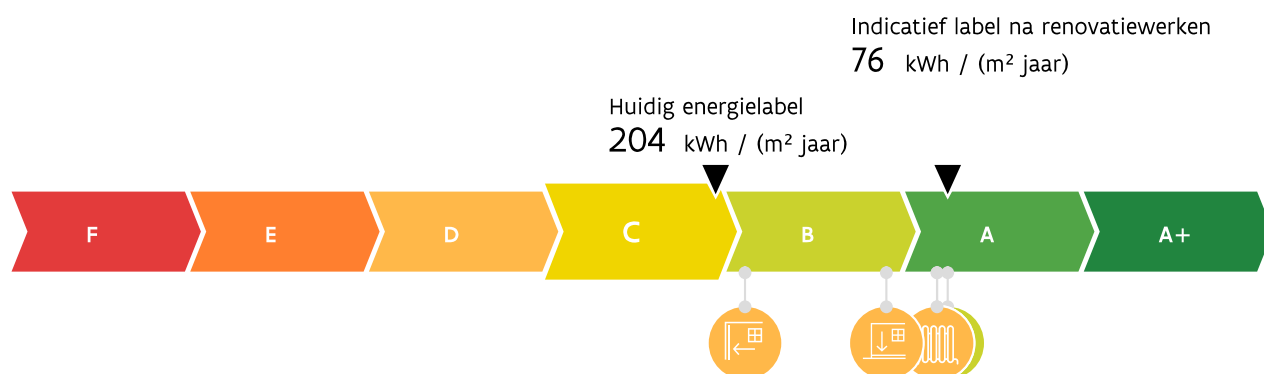 Indicatief label na renovatiewerken
76 kWh / (m² jaar)
Huidig energielabel
204 kWh / (m² jaar)
F E D C B A A+